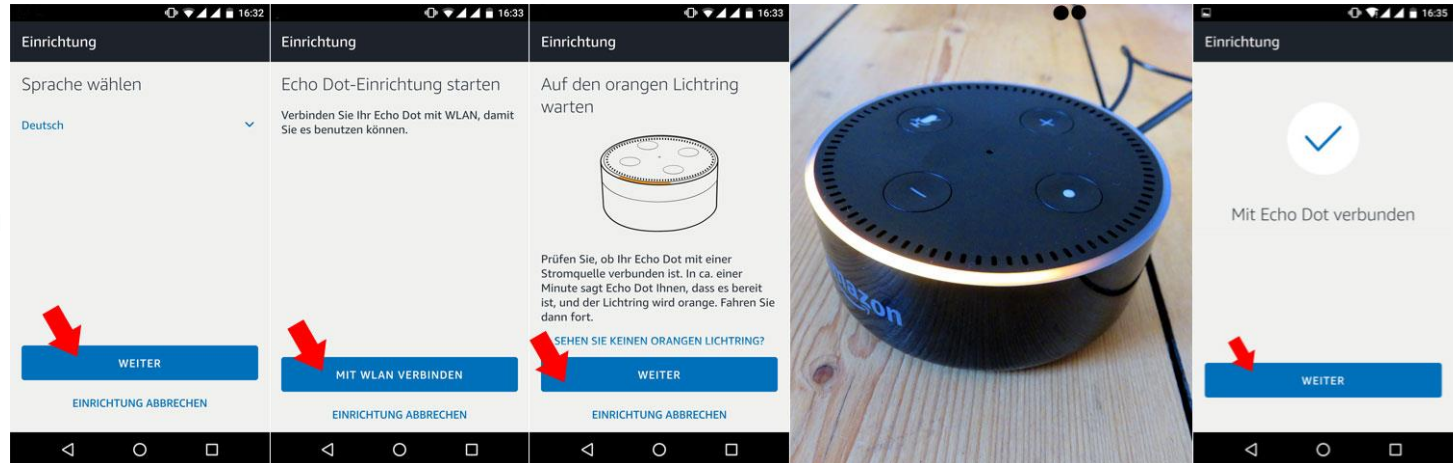 16:32
Einrichtung
Sprache wählen
Deutsch
WEITER
EINRICHTUNG ABBRECHEN
16:33
Einrichtung
Echo Dot-Einrichtung starten
Verbinden Sie Ihr Echo Dot mit WLAN, damit
Sie es benutzen können.
MIT WLAN VERBINDEN
EINRICHTUNG ABBRECHEN
16:33
Einrichtung
Auf den orangen Lichtring
warten
Prüfen Sie, ob Ihr Echo Dot mit einer
Stromquelle verbunden ist. In ca. einer
Minute sagt Echo Dot Ihnen, dass es bereit
ist, und der Lichtring wird orange. Fahren Sie
dann fort.
SEHEN SIE KEINEN ORANGEN LICHTRING?
WEITER
EINRICHTUNG ABBRECHEN
amazon
16:35
Einrichtung
Mit Echo Dot verbunden
WEITER